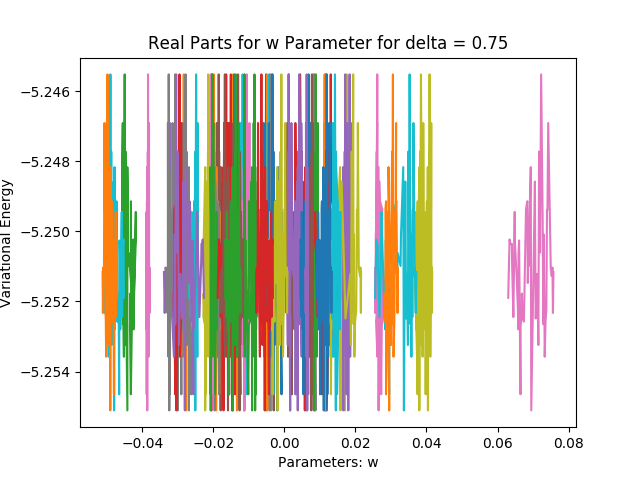 Real Parts for w Parameter for delta = 0.75
Variational Energy
−5.246
−5.248
−5.250
−5.252
−5.254
−0.04 −0.02 0.00 0.02 0.04 0.06 0.08
Parameters: w